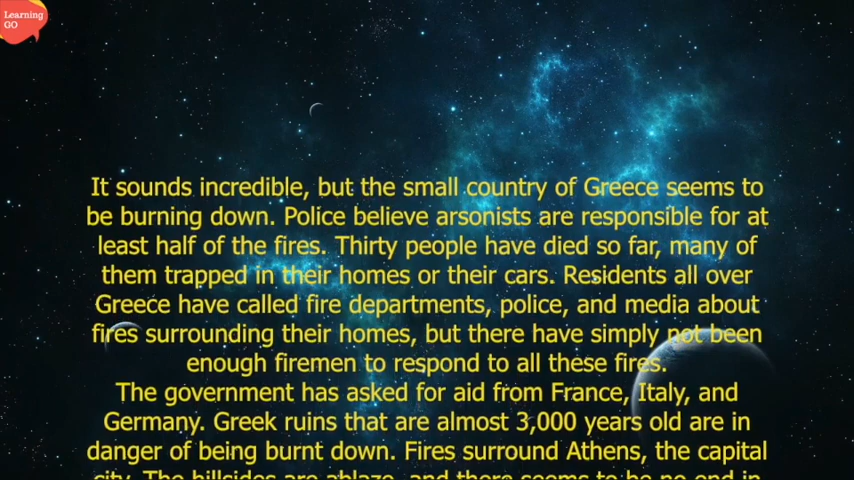 Learning
GO
It sounds incredible, but the small country of Greece seems to
be burning down. Police believe arsonists are responsible for at
least half of the fires. Thirty people have died so far, many of
them trapped in their homes or their cars. Residents all over
Greece have called fire departments, police, and media about
fires surrounding their homes, but there have simply not been
enough firemen to respond to all these fires.
The government has asked for aid from France, Italy, and
Germany. Greek ruins that are almost 3,000 years old are in
danger of being burnt down. Fires surround Athens, the capital
city. The hillsides are ablaze, and there seems to be no end in